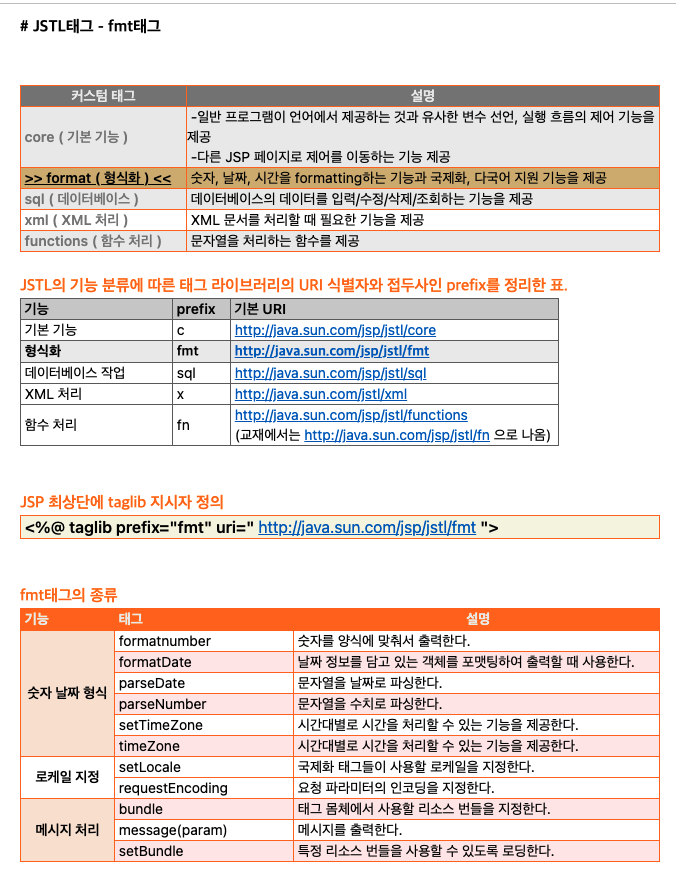 # JSTL태그 - fmt태그
커스텀 태그 설명
core ( 기본 기능 )
-일반 프로그램이 언어에서 제공하는 것과 유사한 변수 선언, 실행 흐름의 제어 기능을
제공
-다른 JSP 페이지로 제어를 이동하는 기능 제공
>> format ( 형식화 ) << 숫자, 날짜, 시간을 formatting하는 기능과 국제화, 다국어 지원 기능을 제공
sql ( 데이터베이스 ) 데이터베이스의 데이터를 입력/수정/삭제/조회하는 기능을 제공
xml ( XML 처리 ) XML 문서를 처리할 때 필요한 기능을 제공
functions ( 함수 처리 ) 문자열을 처리하는 함수를 제공
JSTL의 기능 분류에 따른 태그 라이브러리의 URI 식별자와 접두사인 prefix를 정리한 표.
기능 prefix 기본 URI
기본 기능 c http://java.sun.com/jsp/jstl/core
형식화 fmt http://java.sun.com/jsp/jstl/fmt
데이터베이스 작업 sql http://java.sun.com/jsp/jstl/sql
XML 처리 x http://java.sun.com/jstl/xml
함수 처리 fn http://java.sun.com/jsp/jstl/functions
(교재에서는 http://java.sun.com/jsp/jstl/fn 으로 나옴)
JSP 최상단에 taglib 지시자 정의
<%@ taglib prefix="fmt" uri=" http://java.sun.com/jsp/jstl/fmt ">
fmt태그의 종류
기능 태그 설명
숫자 날짜 형식
formatnumber 숫자를 양식에 맞춰서 출력한다.
formatDate 날짜 정보를 담고 있는 객체를 포맷팅하여 출력할 때 사용한다.
parseDate 문자열을 날짜로 파싱한다.
parseNumber 문자열을 수치로 파싱한다.
setTimeZone 시간대별로 시간을 처리할 수 있는 기능을 제공한다.
timeZone 시간대별로 시간을 처리할 수 있는 기능을 제공한다.
로케일 지정
setLocale 국제화 태그들이 사용할 로케일을 지정한다.
requestEncoding 요청 파라미터의 인코딩을 지정한다.
메시지 처리
bundle 태그 몸체에서 사용할 리소스 번들을 지정한다.
message(param) 메시지를 출력한다.
setBundle 특정 리소스 번들을 사용할 수 있도록 로딩한다.